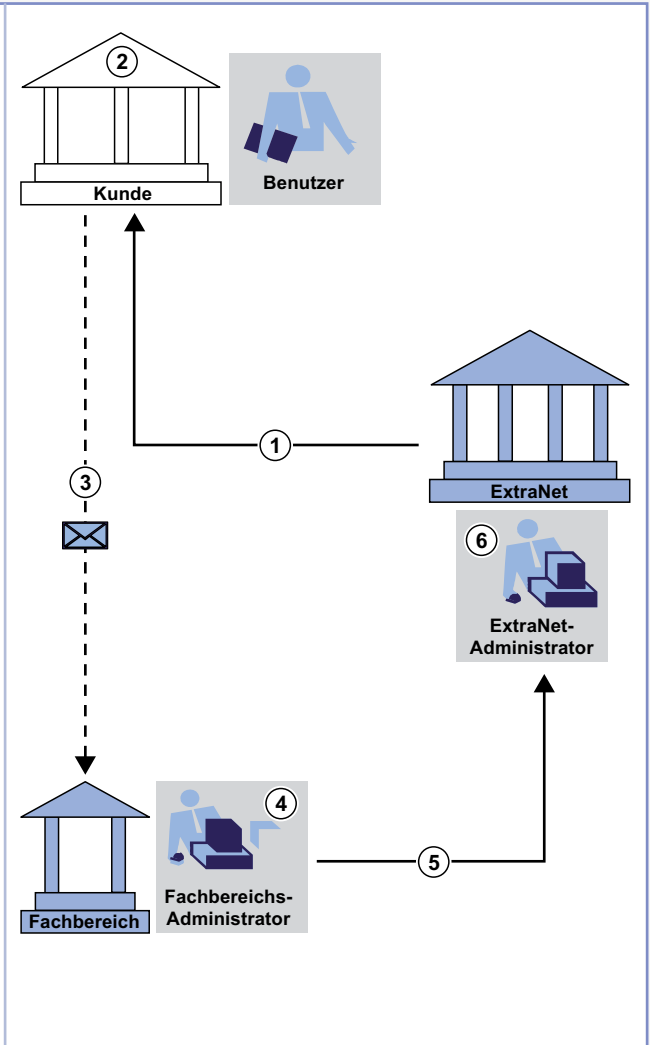 2
Kunde
Benutzer
1
ExtraNet
3
6
ExtraNet-
Administrator
4
5
Fachbereichs-
Administrator
Fachbereich